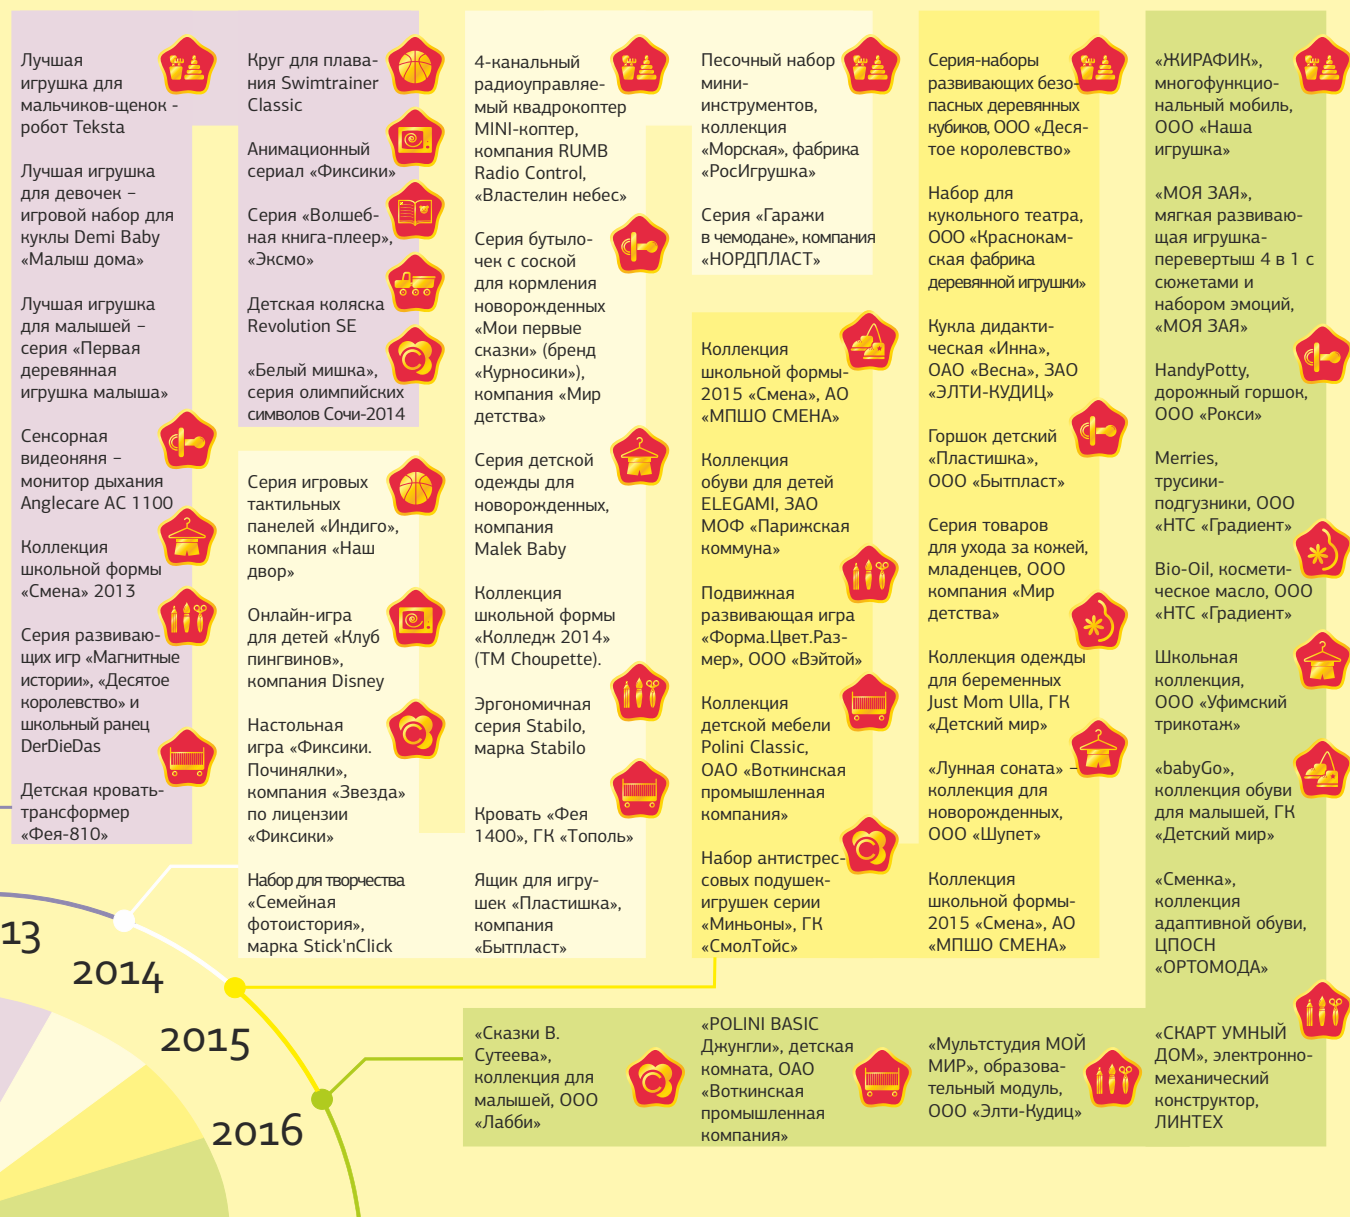 Лучшая
игрушка для
мальчиков-щенок -
робот Teksta
Лучшая игрушка
для девочек –
игровой набор для
куклы Demi Baby
«Малыш дома»
Лучшая игрушка
для малышей –
серия «Первая
деревянная
игрушка малыша»
Сенсорная
видеоняня –
монитор дыхания
Anglecare AC 1100
Коллекция
школьной формы
«Смена» 2013
Серия развиваю-
щих игр «Магнитные
истории», «Десятое
королевство» и
школьный ранец
DerDieDas
Детская кровать-
трансформер
«Фея-810»
Круг для плава-
ния Swimtrainer
Classic
Анимационный
сериал «Фиксики»
Серия «Волшеб-
ная книга-плеер»,
«Эксмо»
Детская коляска
Revolution SE
«Белый мишка»,
серия олимпийских
символов Сочи-2014
Серия игровых
тактильных
панелей «Индиго»,
компания «Наш
двор»
Онлайн-игра
для детей «Клуб
пингвинов»,
компания Disney
Настольная
игра «Фиксики.
Починялки»,
компания «Звезда»
по лицензии
«Фиксики»
Набор для творчества
«Семейная
фотоистория»,
марка Stick'nClick
4-канальный
радиоуправляе-
мый квадрокоптер
MINI-коптер,
компания RUMB
Radio Control,
«Властелин небес»
Серия бутыло-
чек с соской
для кормления
новорожденных
«Мои первые
сказки» (бренд
«Курносики»),
компания «Мир
детства»
Серия детской
одежды для
новорожденных,
компания
Malek Baby
Коллекция
школьной формы
«Колледж 2014»
(ТМ Choupette).
Эргономичная
серия Stabilo,
марка Stabilo
Кровать «Фея
1400», ГК «Тополь»
Ящик для игру-
шек «Пластишка»,
компания
«Бытпласт»
Песочный набор
мини-
инструментов,
коллекция
«Морская», фабрика
«РосИгрушка»
Серия «Гаражи
в чемодане», компания
«НОРДПЛАСТ»
Коллекция
школьной формы-
2015 «Смена», АО
«МПШО СМЕНА»
Коллекция
обуви для детей
ELEGAMI, ЗАО
МОФ «Парижская
коммуна»
Подвижная
развивающая игра
«Форма.Цвет.Раз-
мер», ООО «Вэйтой»
Коллекция
детской мебели
Polini Classic,
ОАО «Воткинская
промышленная
компания»
Набор антистрес-
совых подушек-
игрушек серии
«Миньоны», ГК
«СмолТойс»
Серия-наборы
развивающих безо-
пасных деревянных
кубиков, ООО «Деся-
тое королевство»
Набор для
кукольного театра,
ООО «Краснокам-
ская фабрика
деревянной игрушки»
Кукла дидакти-
ческая «Инна»,
ОАО «Весна», ЗАО
«ЭЛТИ-КУДИЦ»
Горшок детский
«Пластишка»,
ООО «Бытпласт»
Серия товаров
для ухода за кожей,
младенцев, ООО
компания «Мир
детства»
Коллекция одежды
для беременных
Just Mom Ulla, ГК
«Детский мир»
«Лунная соната» –
коллекция для
новорожденных,
ООО «Шупет»
Коллекция
школьной формы-
2015 «Смена», АО
«МПШО СМЕНА»
«ЖИРАФИК»,
многофункцио-
нальный мобиль,
ООО «Наша
игрушка»
«МОЯ ЗАЯ»,
мягкая развиваю-
щая игрушка-
перевертыш 4 в 1 с
сюжетами и
набором эмоций,
«МОЯ ЗАЯ»
HandyPotty,
дорожный горшок,
ООО «Рокси»
Merries,
трусики-
подгузники, ООО
«НТС «Градиент»
Bio-Oil, космети-
ческое масло, ООО
«НТС «Градиент»
Школьная
коллекция,
ООО «Уфимский
трикотаж»
«babyGo»,
коллекция обуви
для малышей, ГК
«Детский мир»
«Сменка»,
коллекция
адаптивной обуви,
ЦПОСН
«ОРТОМОДА»
«СКАРТ УМНЫЙ
ДОМ», электронно-
механический
конструктор,
ЛИНТЕХ
«Сказки В.
Сутеева»,
коллекция для
малышей, ООО
«Лабби»
«POLINI BASIC
Джунгли», детская
комната, ОАО
«Воткинская
промышленная
компания»
«Мультстудия МОЙ
МИР», образова-
тельный модуль,
ООО «Элти-Кудиц»
13
2014
2015
2016